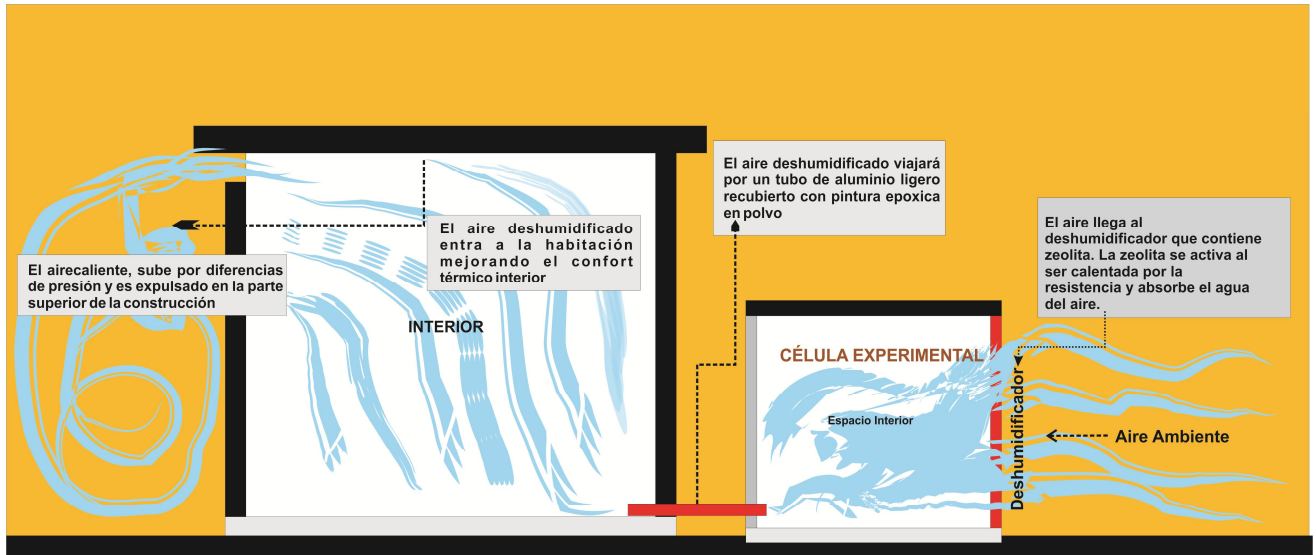 El aire deshumidificado viajará
por un tubo de aluminio ligero
recubierto con pintura epoxica
en polvo
El aire llega al
deshumidificador que contiene
zeolita. La zeolita se activa al
ser calentada por la
resistencia y absorbe el agua
del aire.
El aire deshumidificado
entra a la habitación
mejorando el confort
térmico interior
El airecaliente, sube por diferencias
de presión y es expulsado en la parte
superior de la construcción
INTERIOR
CÉLULA EXPERIMENTAL
Espacio Interior
Deshumidificador
Aire Ambiente